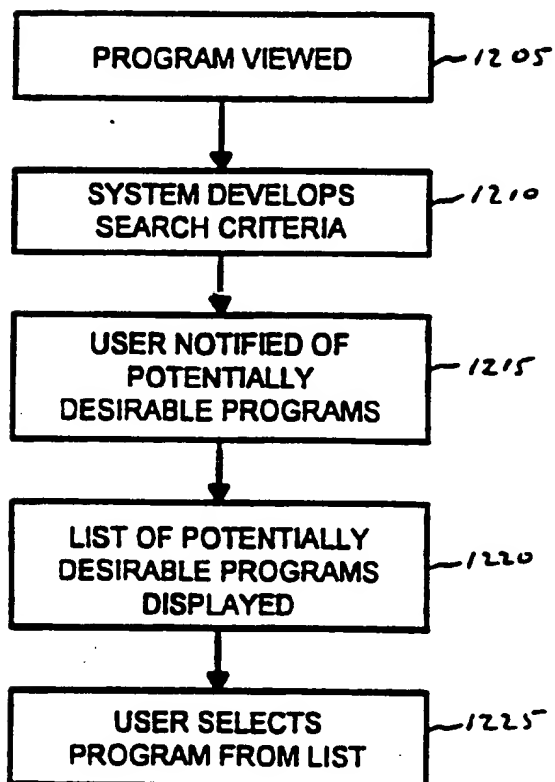 PROGRAM VIEWED
1205
SYSTEM DEVELOPS
SEARCH CRITERIA
1210
USER NOTIFIED OF
POTENTIALLY
DESIRABLE PROGRAMS
1215
LIST OF POTENTIALLY
DESIRABLE PROGRAMS
DISPLAYED
1220
USER SELECTS
PROGRAM FROM LIST
1225